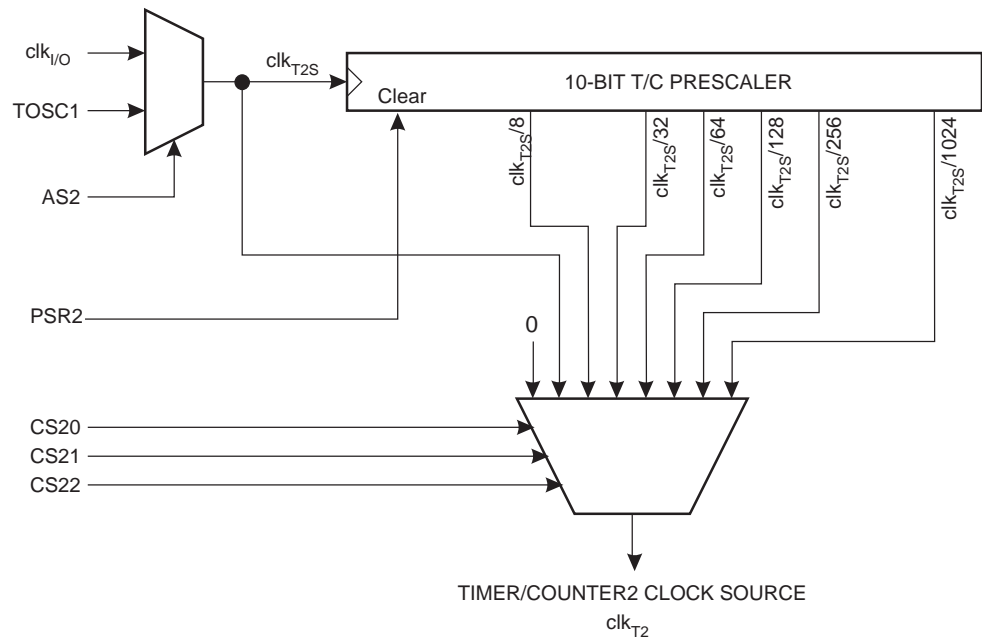 clkI/O
clkT2S
10-BIT T/C PRESCALER
TOSC1
Clear
clkT2S/8
clkT2S/32
clkT2S/64
clkT2S/128
clkT2S/256
clkT2S/1024
AS2
PSR2
0
CS20
CS21
CS22
TIMER/COUNTER2 CLOCK SOURCE
clkT2